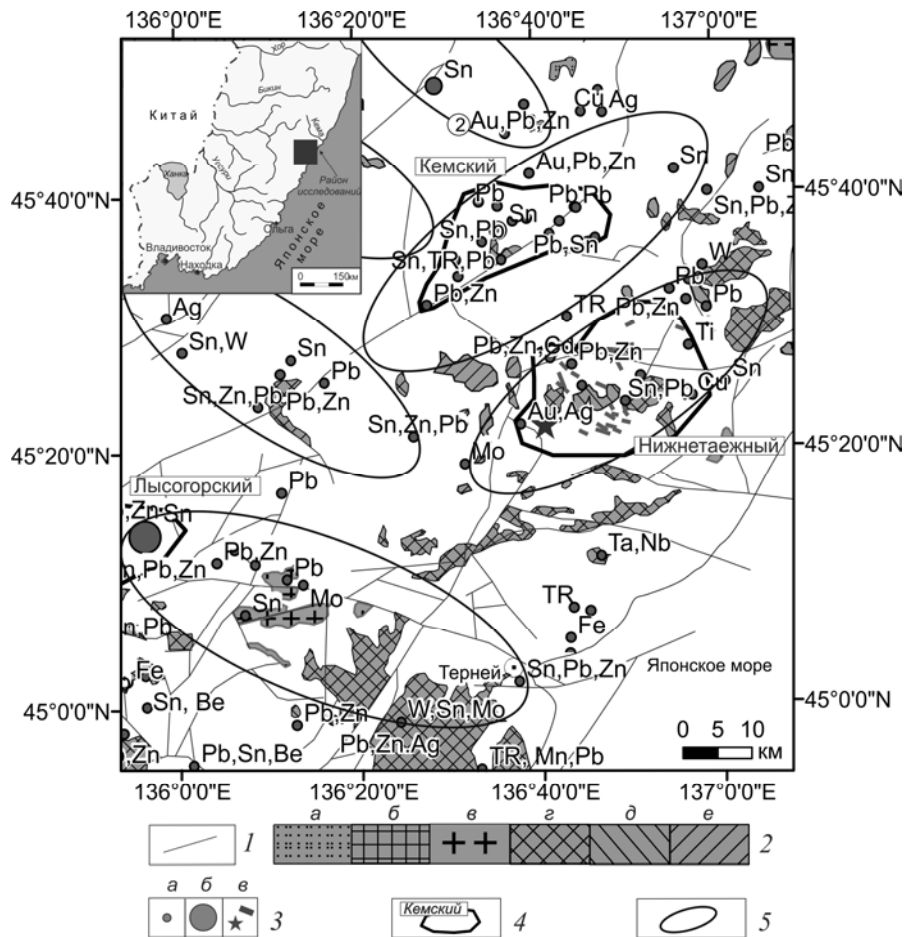 136°0'0"E
136°20'0"E
136°40'0"E
137°0'0"E
Хор
Бикин
Китай
Кема
Уссури
Ханка
Район
исследований
Ольга
Владивосток
Находка
Японское
море
0 150км
Sn
2
Au,Pb,Zn
Cu
Ag
Кемский
Au,Pb,Zn
Sn
Pb
Sn
45°40'0"N
45°40'0"N
Pb
Pb
Pb
Sn
Sn,Pb
Sn,Pb,Z
Pb,Sn
W
Sn,TR,Pb
Pb,Zn
Pb
Pb
TR
Pb,Zn
Ti
Ag
Sn,W
Sn
Pb
Pb,Zn,Cd
Pb,Zn
Sn,Zn,Pb
Pb,Zn
Sn,Pb
Cu
Sn
Au,Ag
Sn,Zn,Pb
Нижнетаежный
45°20'0"N
45°20'0"N
Mo
Лысогорский
Pb
,Zn
Sn
n,Pb,Zn
Pb,Zn
Pb
Ta,Nb
Sn
Mo
TR
Fe
n,Pb
Терней
Sn,Pb,Zn
Японское море
Fe
Sn, Be
45°0'0"N
45°0'0"N
Pb,Zn
W,Sn,Mo
Pb,Zn.Ag
,Zn
Pb,Sn,Be
TR, Mn,Pb
0 5 10
км
136°0'0"E
136°20'0"E
136°40'0"E
137°0'0"E
а б в г д е
1
2
а б в
3
Кемский
4
5